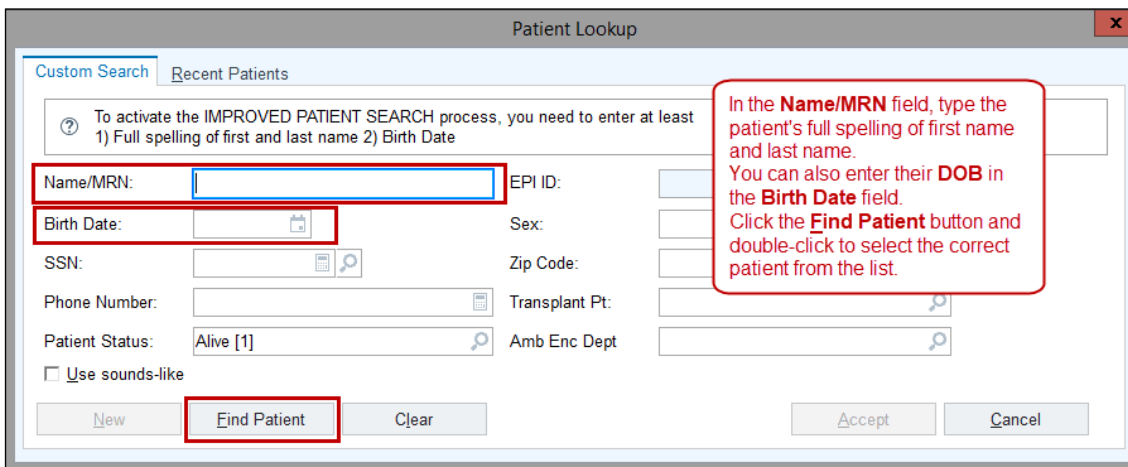 Patient Lookup
x
Custom Search
Recent Patients
To activate the IMPROVED PATIENT SEARCH process, you need to enter at least
1) Full spelling of first and last name 2) Birth Date
In the Name/MRN field, type the
patient's full spelling of first name
and last name.
You can also enter their DOB in
the Birth Date field.
Click the Find Patient button and
double-click to select the correct
patient from the list.
Name/MRN:
EPI ID:
Birth Date:
Sex:
SSN:
Zip Code:
Phone Number:
Transplant Pt:
Patient Status:
Alive [1]
Amb Enc Dept
Use sounds-like
New
Find Patient
Clear
Accept
Cancel